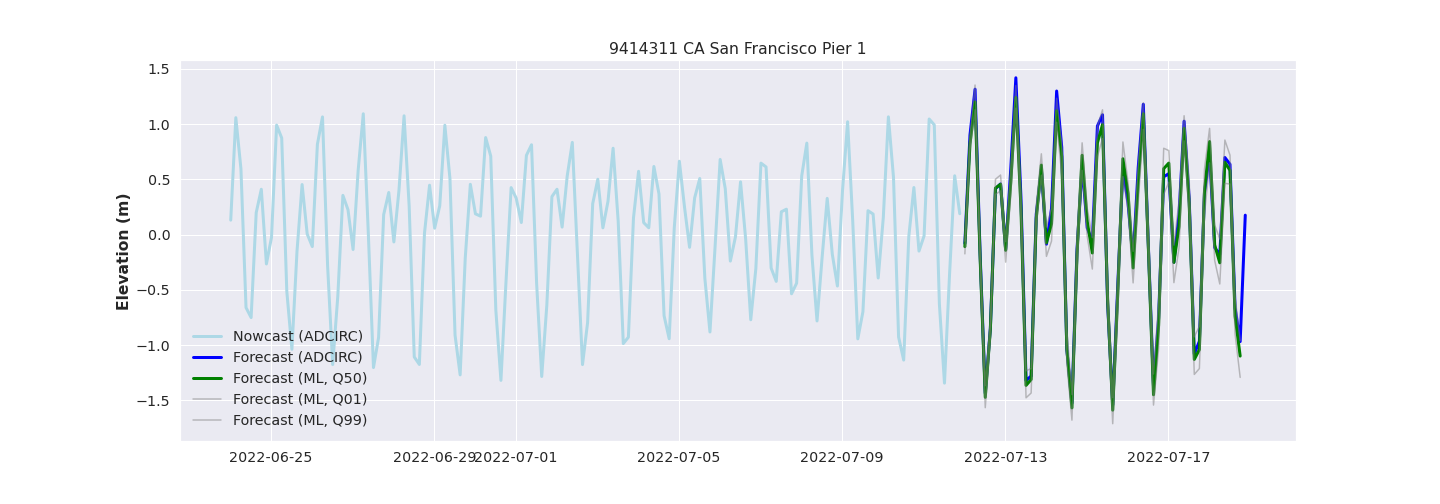 9414311 CA San Francisco Pier 1
Elevation (m)
1.5
1.0
0.5
0.0
−0.5
−1.0
−1.5
Nowcast (ADCIRC)
Forecast (ADCIRC)
Forecast (ML, Q50)
Forecast (ML, Q01)
Forecast (ML, Q99)
2022-06-25 2022-06-29 2022-07-01 2022-07-05 2022-07-09 2022-07-13 2022-07-17